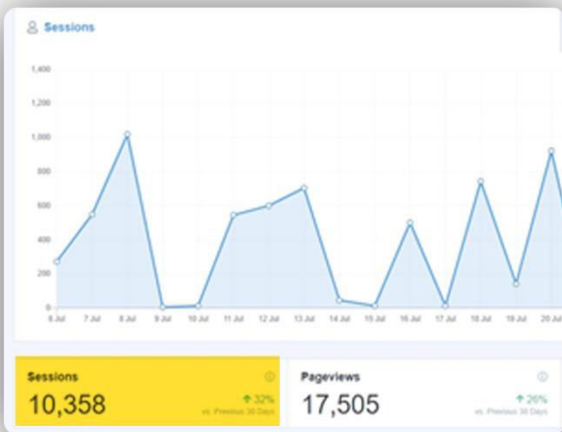 Sessions
1,400
1,200
1,000
800
600
400
200
0
6 Jul 7 Jul 8 Jul 9 Jul 10 Jul 11 Jul 12 Jul 13 Jul 14 Jul 15 Jul 16 Jul 17 Jul 18 Jul 19 Jul 20 Jul
Sessions
10,358
32%
vs. Previous 30 Days
Pageviews
17,505
26%
vs. Previous 30 Days